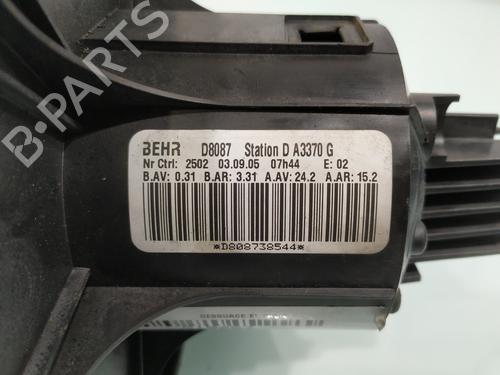 BEHR D8087 Station D A3370 G
Nr Ctrl: 2502 03.09.05 07h44 E: 02
B.AV: 0.31 B.AR: 3.31 A.AV: 24.2 A.AR: 15.2
*D808738544*
B-PARTS